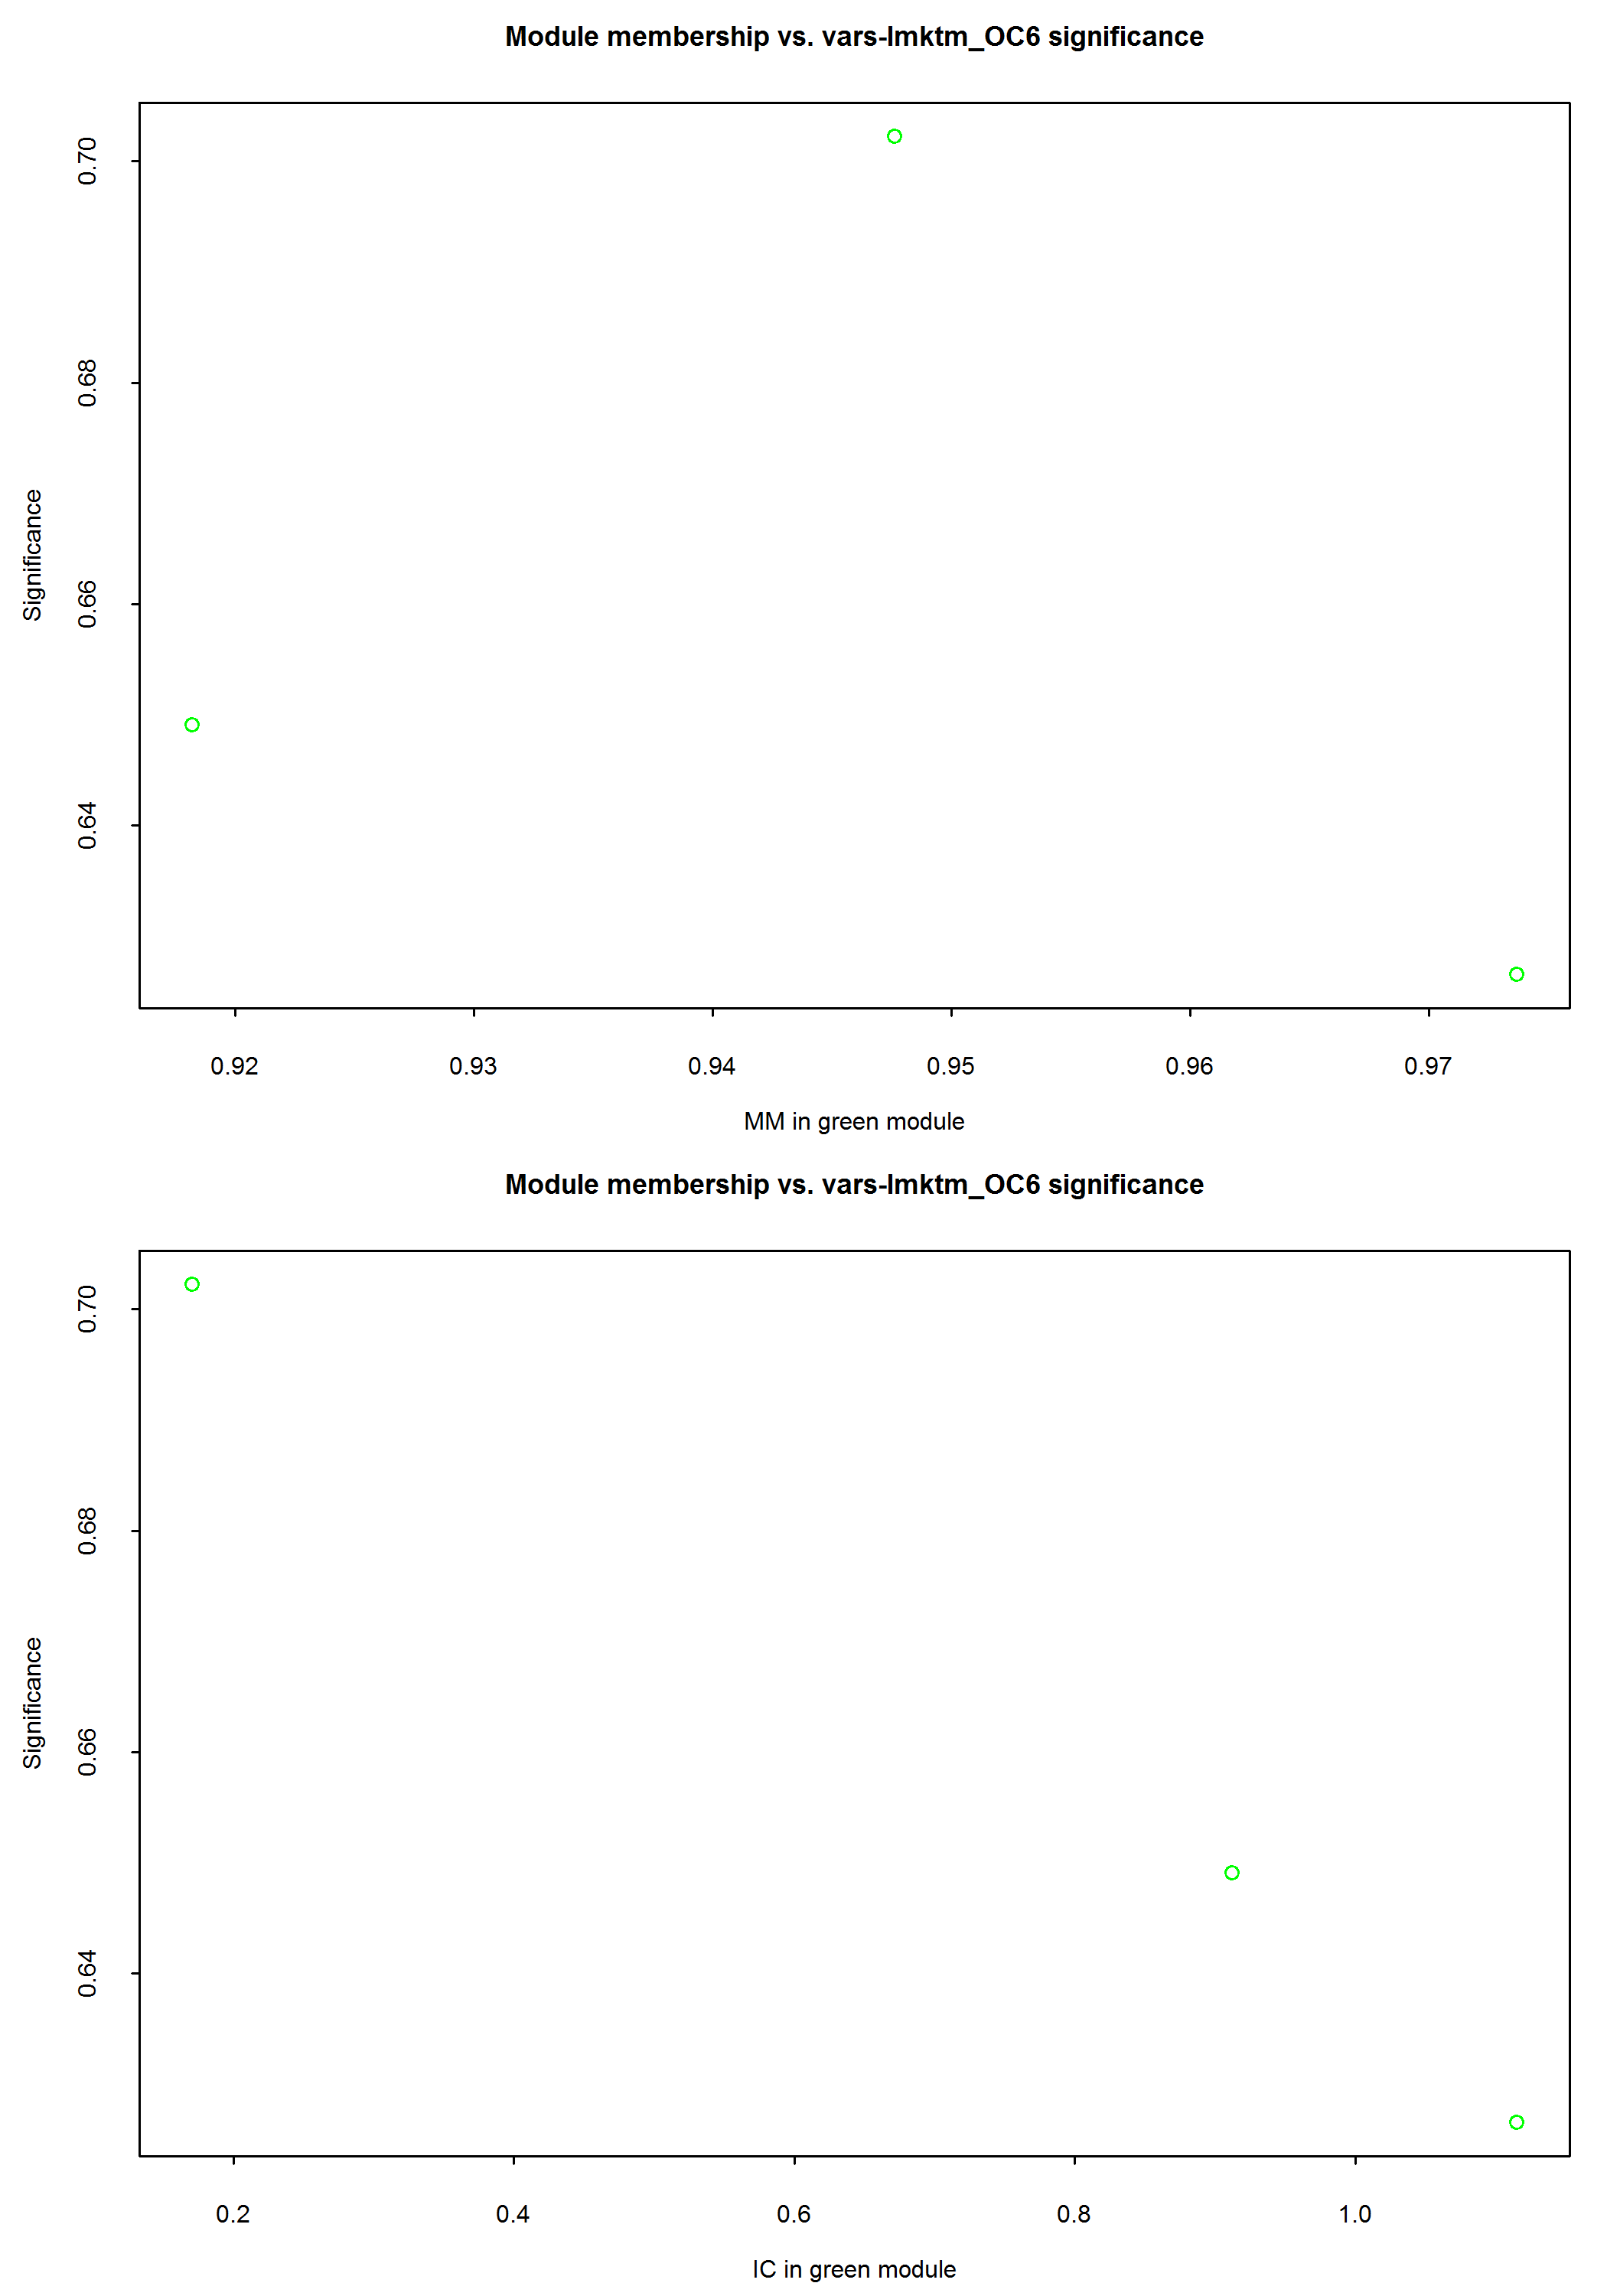 Module membership vs. vars-lmktm_OC6 significance
0.70
0.68
0.66
0.64
Significance
0.92 0.93 0.94 0.95 0.96 0.97
MM in green module
Module membership vs. vars-lmktm_OC6 significance
0.70
0.68
0.66
0.64
Significance
0.2 0.4 0.6 0.8 1.0
IC in green module